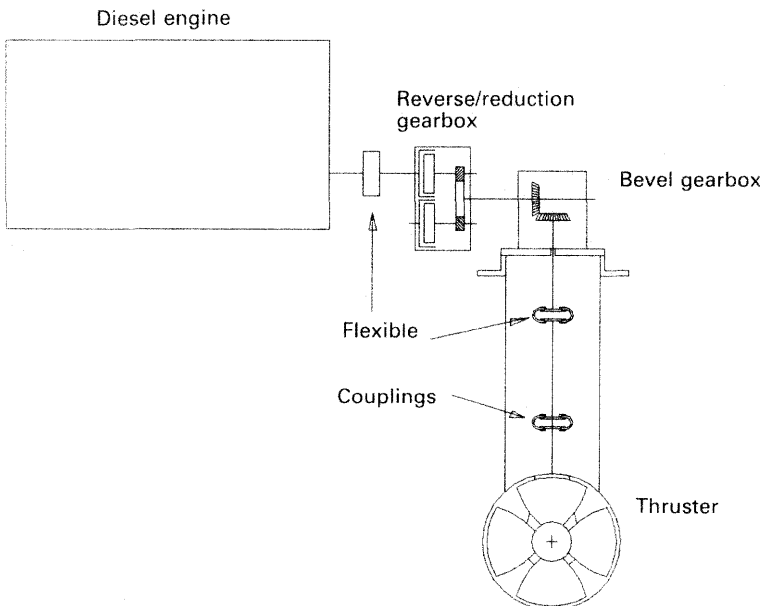 Diesel engine
Reverse/reduction
gearbox
Bevel gearbox
Flexible
Couplings
Thruster